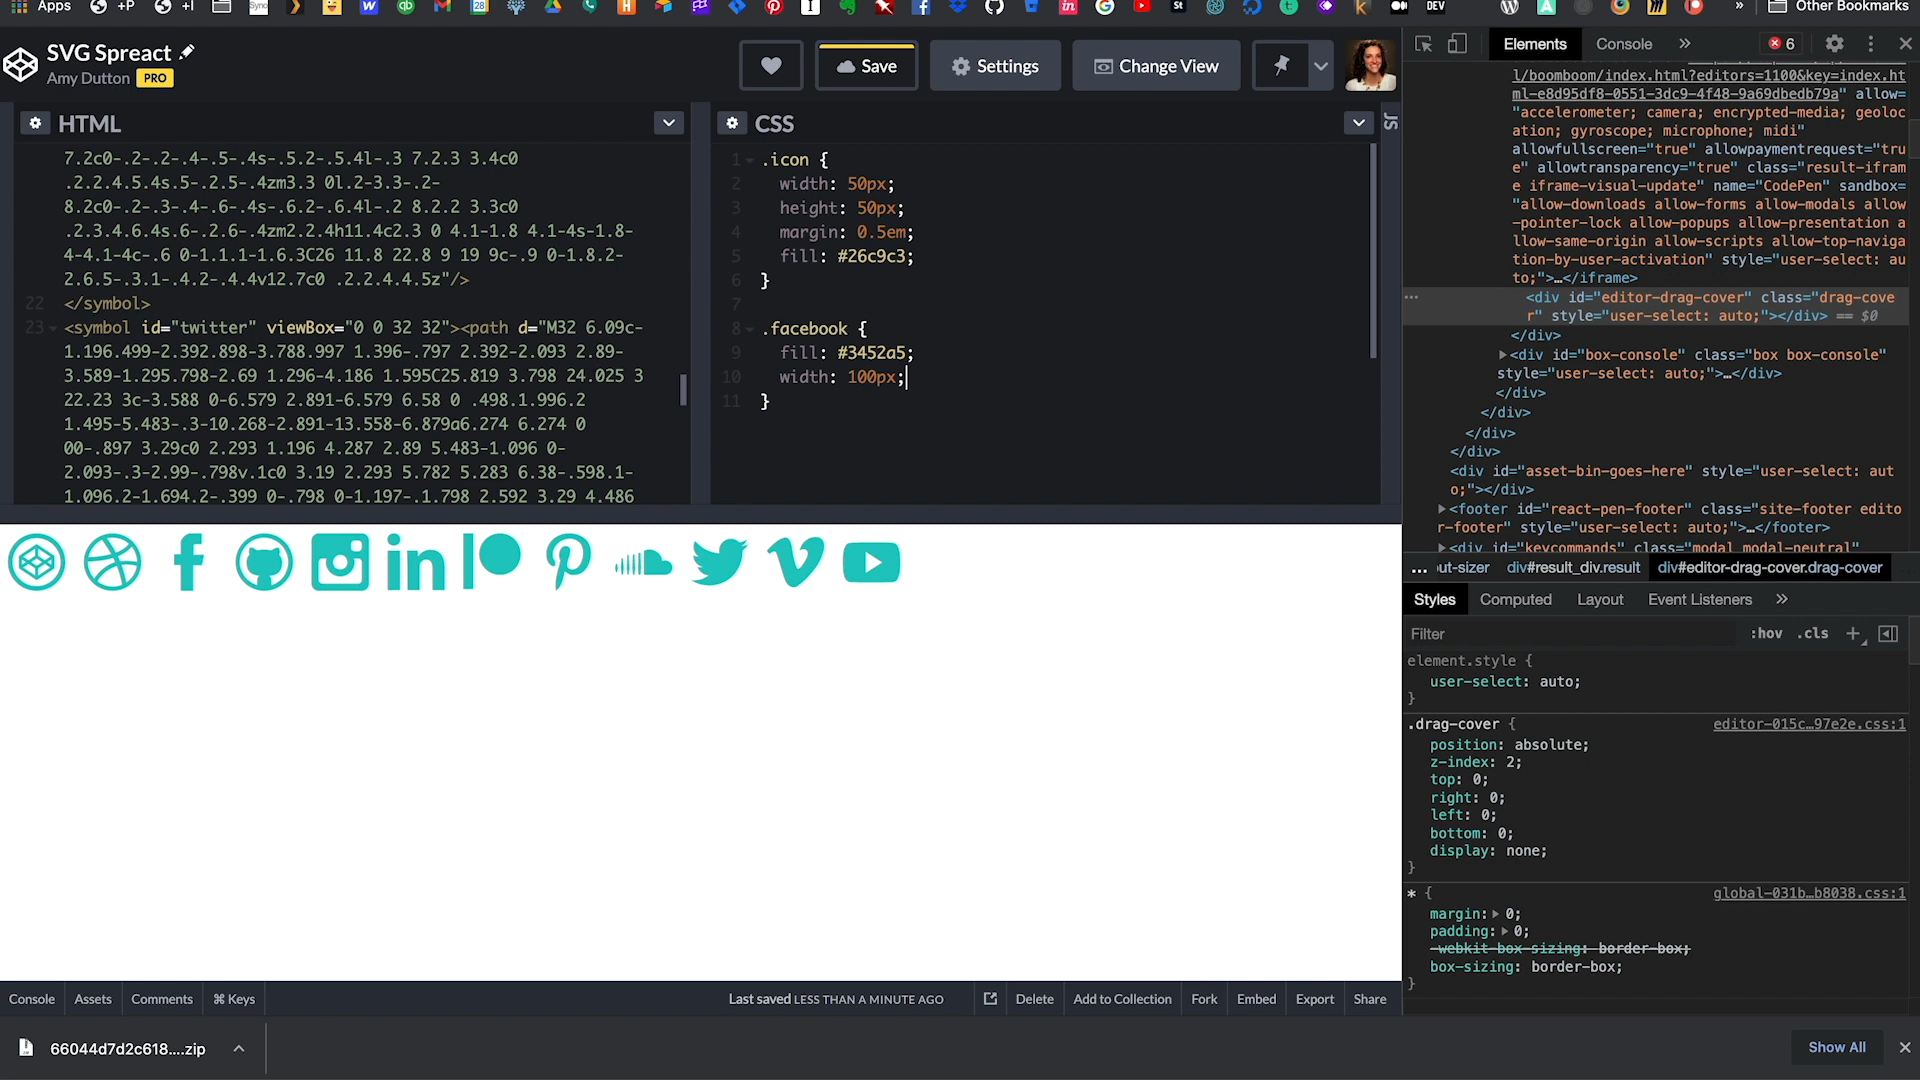 Apps
+P
+I
DEV
Other Bookmarks
SVG Spreact
Amy Dutton
PRO
Save
Settings
Change View
HTML
7.2c0-.2-.2-.4-.5-.4s-.5.2-.5.4l-.3 7.2.3 3.4c0
.2.2.4.5.4s.5-.2.5-.4zm3.3 0l.2-3.3-.2-
8.2c0-.2-.3-.4-.6-.4s-.6.2-.6.4l-.2 8.2.2 3.3c0
.2.3.4.6.4s.6-.2.6-.4zm2.2.4h11.4c2.3 0 4.1-1.8 4.1-4s-1.8-
4-4.1-4c-.6 0-1.1.1-1.6.3C26 11.8 22.8 9 19 9c-.9 0-1.8.2-
2.6.5-.3.1-.4.2-.4.4v12.7c0 .2.2.4.4.5z"/>
22 </symbol>
23 <symbol id="twitter" viewBox="0 0 32 32"><path d="M32 6.09c-
1.196.499-2.392.898-3.788.997 1.396-.797 2.392-2.093 2.89-
3.589-1.295.798-2.69 1.296-4.186 1.595C25.819 3.798 24.025 3
22.23 3c-3.588 0-6.579 2.891-6.579 6.58 0 .498.1.996.2
1.495-5.483-.3-10.268-2.891-13.558-6.879a6.274 6.274 0
00-.897 3.29c0 2.293 1.196 4.287 2.89 5.483-1.096 0-
2.093-.3-2.99-.798v.1c0 3.19 2.293 5.782 5.283 6.38-.598.1-
1.096.2-1.694.2-.399 0-.798 0-1.197-.1.798 2.592 3.29 4.486
CSS
1 .icon {
2 width: 50px;
3 height: 50px;
4 margin: 0.5em;
5 fill: #26c9c3;
6 }
7
8 .facebook {
9 fill: #3452a5;
10 width: 100px;
11 }
JS
Elements
Console
6
l/boomboom/index.html?editors=1100&key=index.ht
ml-e8d95df8-0551-3dc9-4f48-9a69dbedb79a" allow=
"accelerometer; camera; encrypted-media; geoloc
ation; gyroscope; microphone; midi"
allowfullscreen="true" allowpaymentrequest="tru
e" allowtransparency="true" class="result-ifram
e iframe-visual-update" name="CodePen" sandbox=
"allow-downloads allow-forms allow-modals allow
-pointer-lock allow-popups allow-presentation a
llow-same-origin allow-scripts allow-top-naviga
tion-by-user-activation" style="user-select: au
to;">…</iframe>
<div id="editor-drag-cover" class="drag-cove
r" style="user-select: auto;"></div> == $0
</div>
<div id="box-console" class="box box-console"
style="user-select: auto;">…</div>
</div>
</div>
</div>
</div>
<div id="asset-bin-goes-here" style="user-select: aut
o;"></div>
<footer id="react-pen-footer" class="site-footer edito
r-footer" style="user-select: auto;">…</footer>
<div id="keycommands" class="modal modal-neutral"
... out-sizer div#result_div.result div#editor-drag-cover.drag-cover
Styles Computed Layout Event Listeners
Filter
:hov .cls
element.style {
user-select: auto;
}
.drag-cover {
editor-015c…97e2e.css:1
position: absolute;
z-index: 2;
top: 0;
right: 0;
left: 0;
bottom: 0;
display: none;
}
* {
global-031b…b8038.css:1
margin: 0;
padding: 0;
-webkit-box-sizing: border-box;
box-sizing: border-box;
}
Console
Assets
Comments
⌘ Keys
Last saved LESS THAN A MINUTE AGO
Delete
Add to Collection
Fork
Embed
Export
Share
66044d7d2c618....zip
Show All